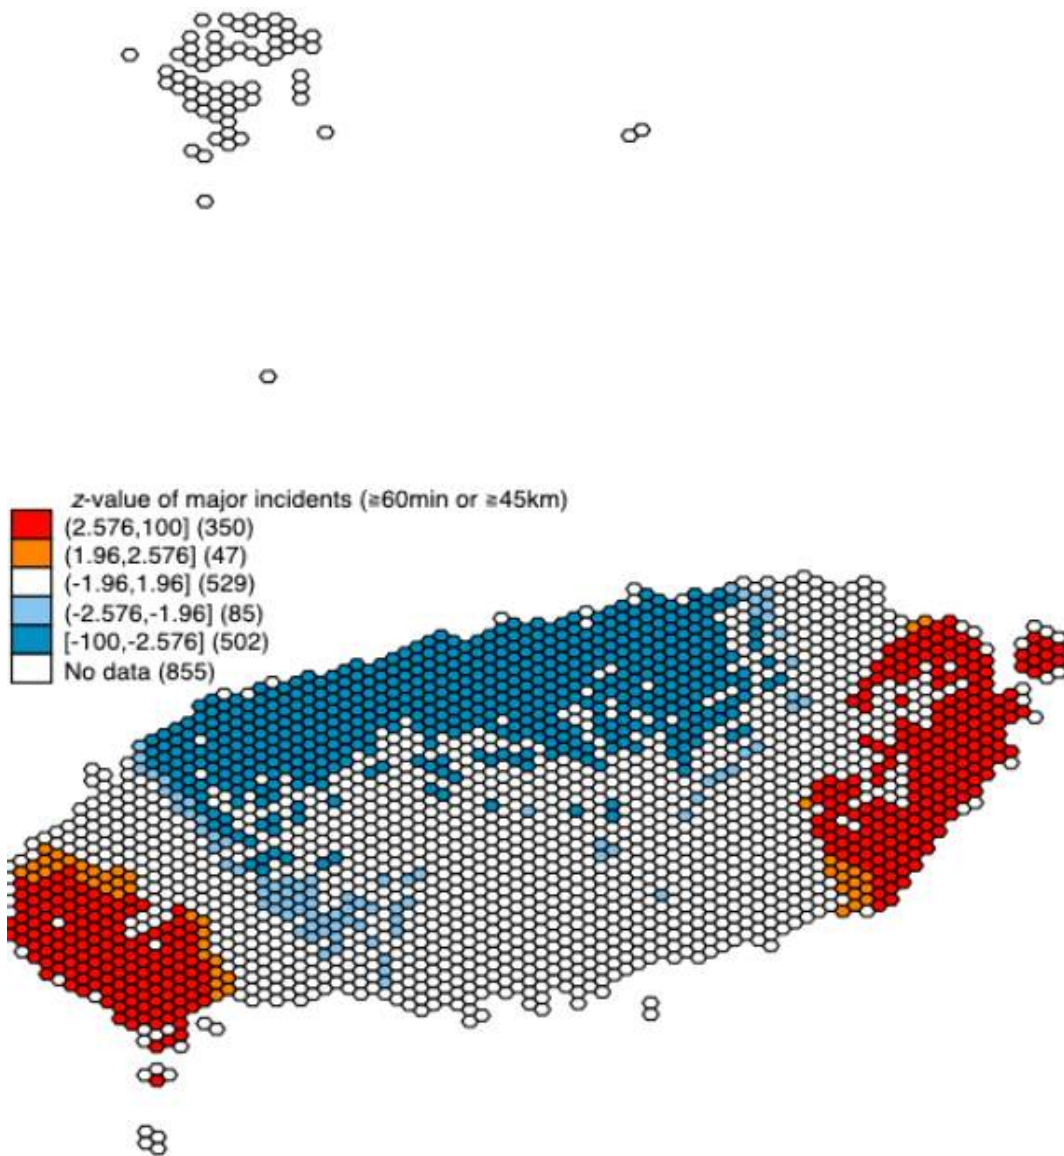 z-value of major incidents (≧60min or ≧45km)
(2.576,100] (350)
(1.96,2.576] (47)
(-1.96,1.96] (529)
(-2.576,-1.96] (85)
[-100,-2.576] (502)
No data (855)